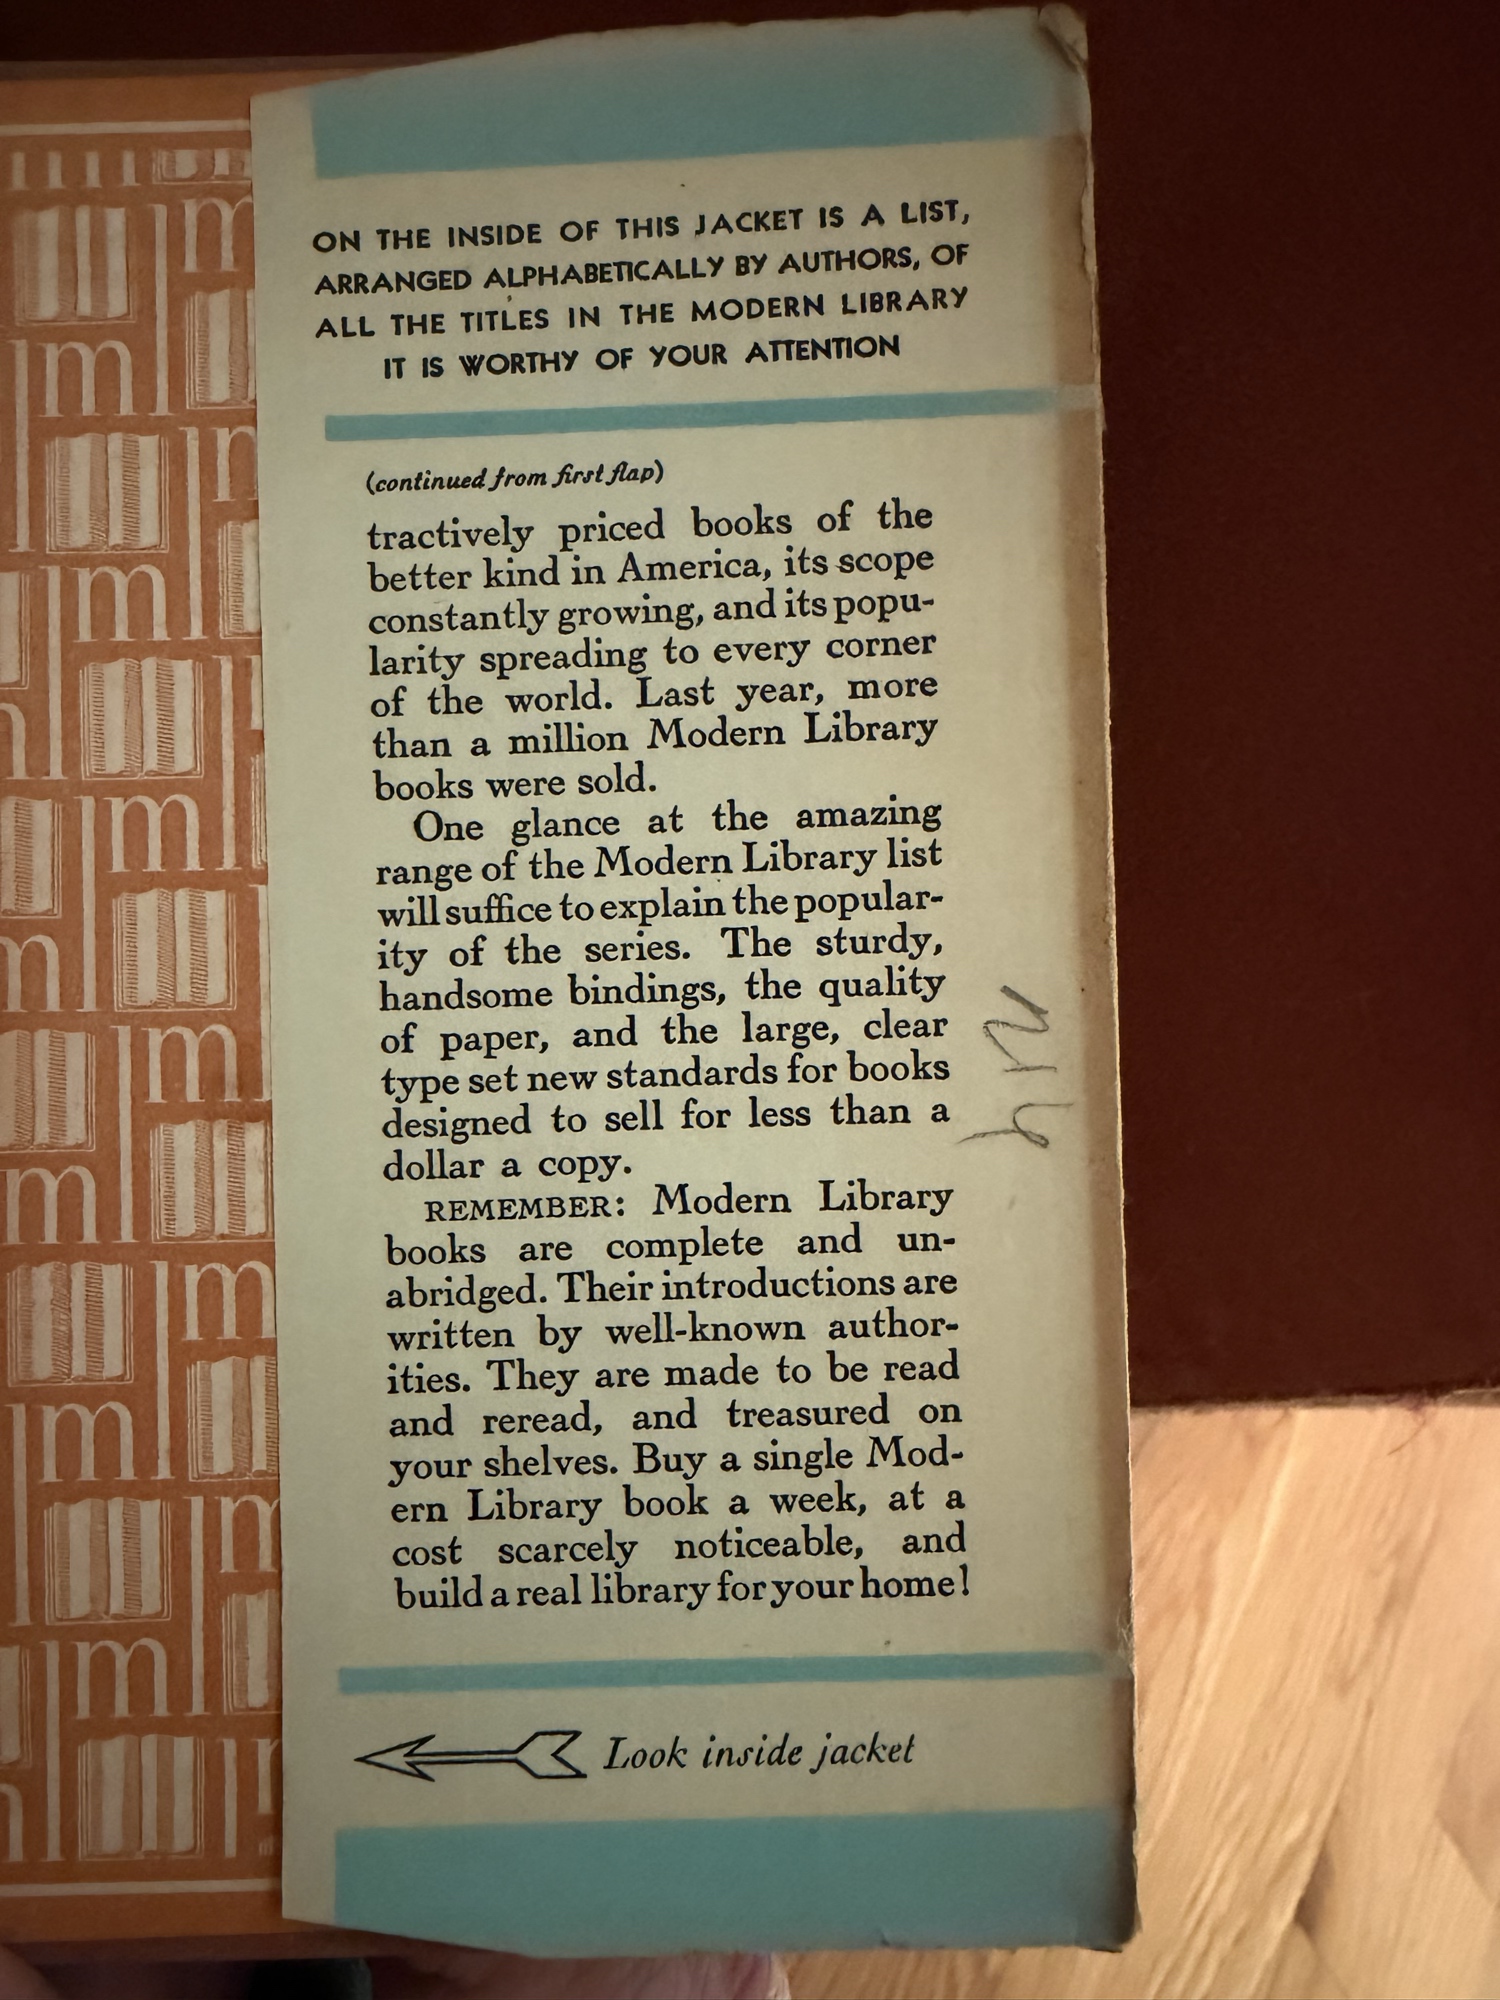 ON THE INSIDE OF THIS JACKET IS A LIST,
ARRANGED ALPHABETICALLY BY AUTHORS, OF
ALL THE TITLES IN THE MODERN LIBRARY
IT IS WORTHY OF YOUR ATTENTION
(continued from first flap)
tractively priced books of the
better kind in America, its scope
constantly growing, and its popu-
larity spreading to every corner
of the world. Last year, more
than a million Modern Library
books were sold.
One glance at the amazing
range of the Modern Library list
will suffice to explain the popular-
ity of the series. The sturdy,
handsome bindings, the quality
of paper, and the large, clear
type set new standards for books
designed to sell for less than a
dollar a copy.
REMEMBER: Modern Library
books are complete and un-
abridged. Their introductions are
written by well-known author-
ities. They are made to be read
and reread, and treasured on
your shelves. Buy a single Mod-
ern Library book a week, at a
cost scarcely noticeable, and
build a real library for your home!
Look inside jacket